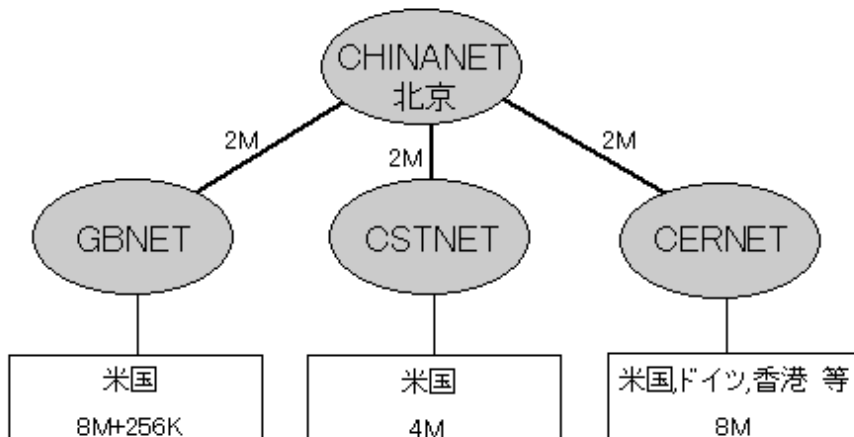 CHINANET
北京
2M
2M
2M
GBNET
CSTNET
CERNET
米国
8M+256K
米国
4M
米国,ドイツ,香港 等
8M